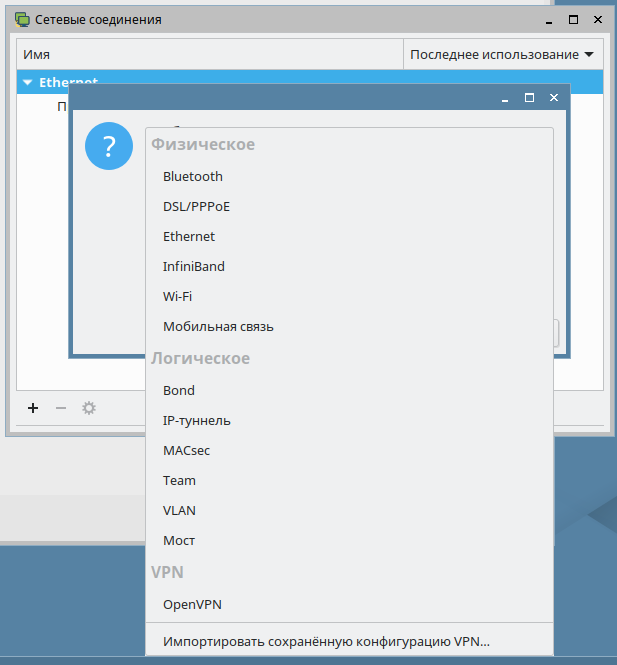 Сетевые соединения
Имя
Последнее использование
Ethernet
?
Физическое
Bluetooth
DSL/PPPoE
Ethernet
InfiniBand
Wi-Fi
Мобильная связь
Логическое
Bond
IP-туннель
MACsec
Team
VLAN
Мост
VPN
OpenVPN
Импортировать сохранённую конфигурацию VPN...